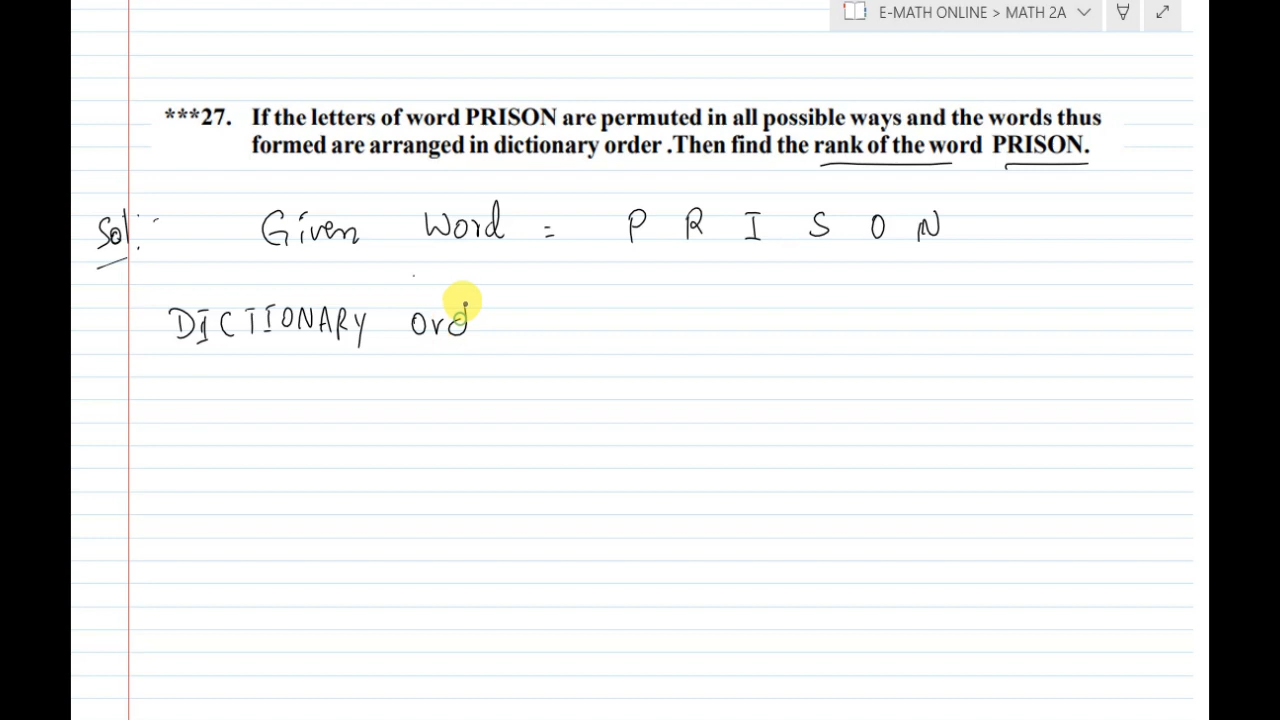 E-MATH ONLINE > MATH 2A
***27. If the letters of word PRISON are permuted in all possible ways and the words thus
formed are arranged in dictionary order .Then find the rank of the word PRISON.
Sol:- Given Word = P R I S O N
DICTIONARY Ord